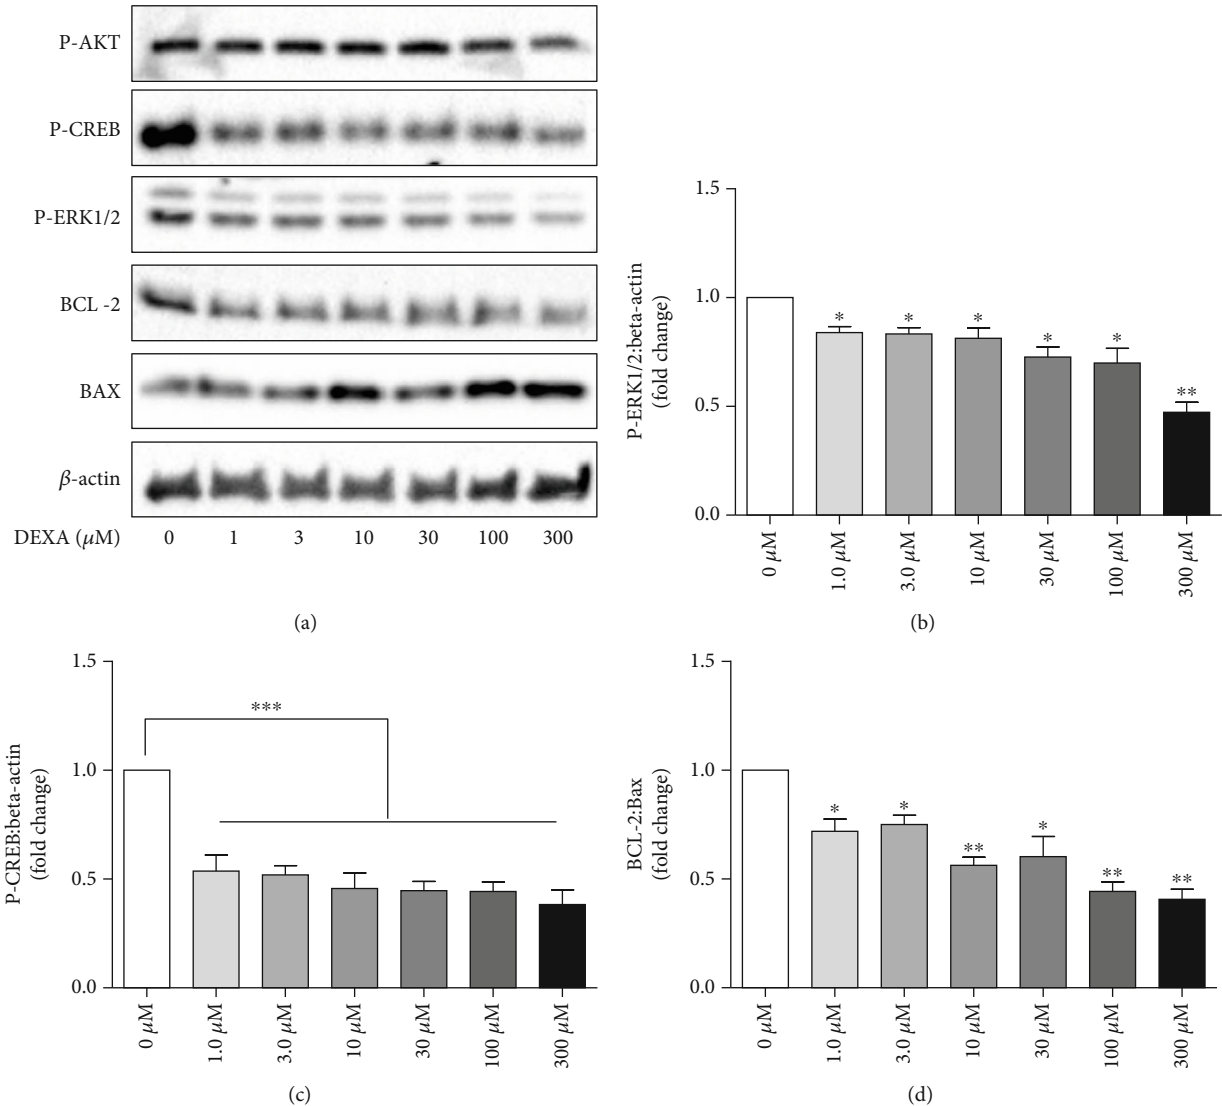 P-AKT
P-CREB
P-ERK1/2
BCL -2
BAX
β-actin
DEXA (μM) 0 1 3 10 30 100 300
(a)
P-ERK1/2:beta-actin
(fold change)
1.5
1.0
0.5
0.0
* * * * * **
0 μM 1.0 μM 3.0 μM 10 μM 30 μM 100 μM 300 μM
(b)
P-CREB:beta-actin
(fold change)
1.5
1.0
0.5
0.0
***
0 μM 1.0 μM 3.0 μM 10 μM 30 μM 100 μM 300 μM
(c)
BCL-2:Bax
(fold change)
1.5
1.0
0.5
0.0
* * ** * ** **
0 μM 1.0 μM 3.0 μM 10 μM 30 μM 100 μM 300 μM
(d)